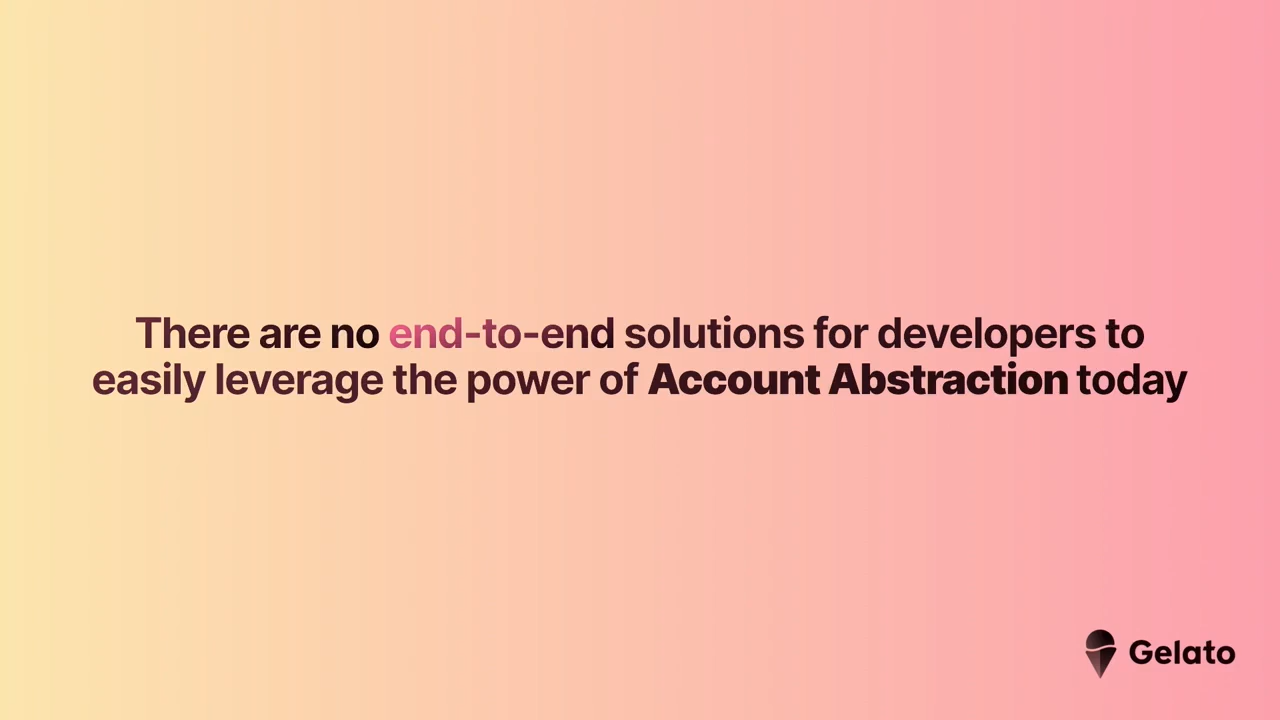 There are no end-to-end solutions for developers to
easily leverage the power of Account Abstraction today
Gelato